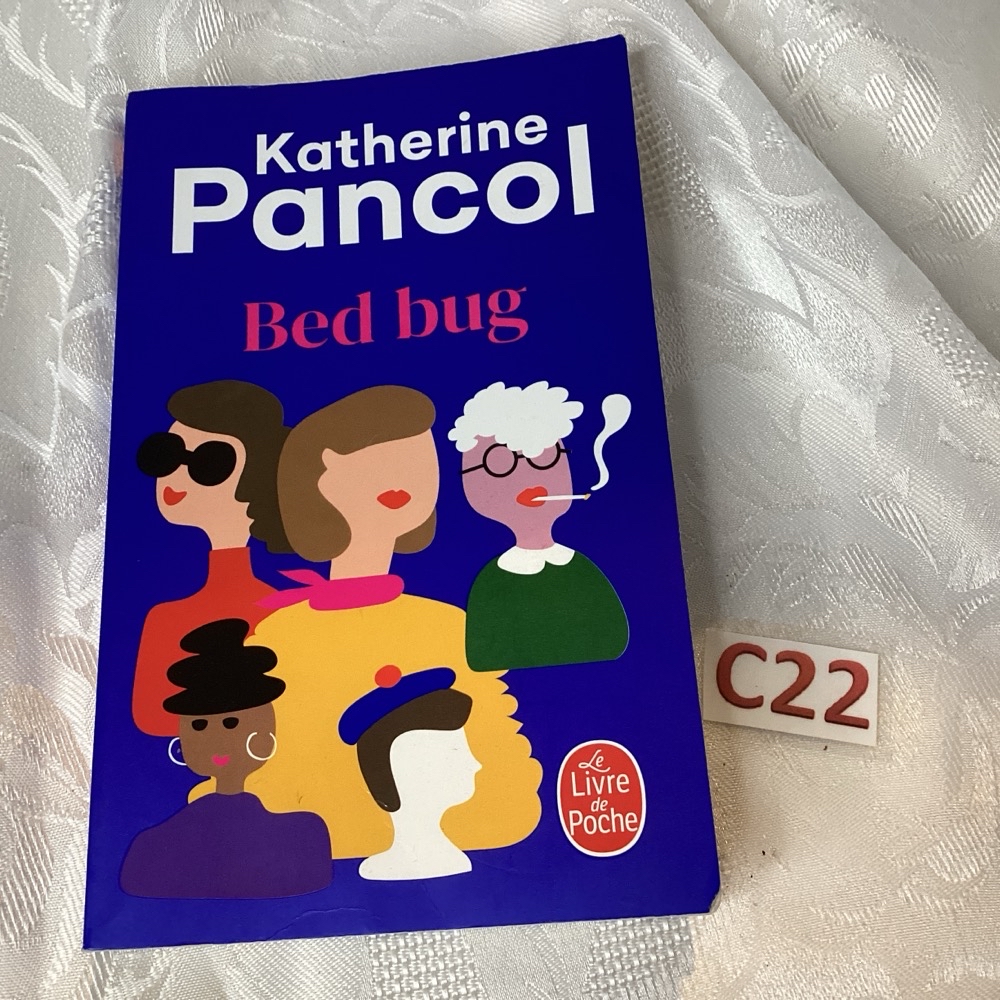 Katherine
Pancol
Bed bug
C22
Le
Livre
de
Poche